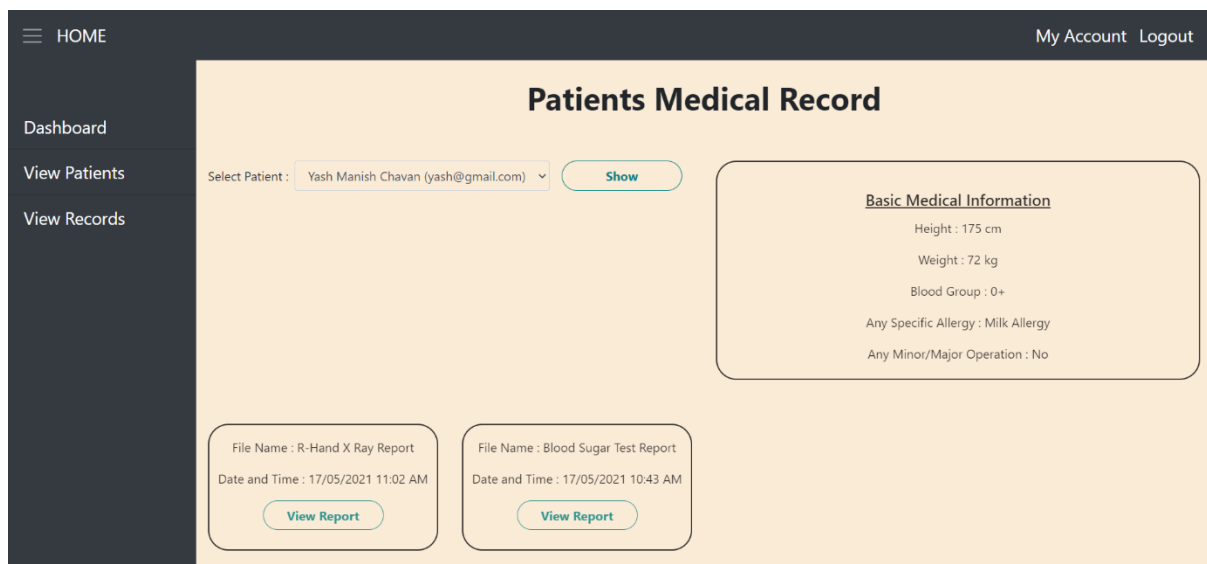 HOME
My Account Logout
Dashboard
View Patients
View Records
Patients Medical Record
Select Patient : Yash Manish Chavan (yash@gmail.com) Show
Basic Medical Information
Height : 175 cm
Weight : 72 kg
Blood Group : 0+
Any Specific Allergy : Milk Allergy
Any Minor/Major Operation : No
File Name : R-Hand X Ray Report
Date and Time : 17/05/2021 11:02 AM
View Report
File Name : Blood Sugar Test Report
Date and Time : 17/05/2021 10:43 AM
View Report